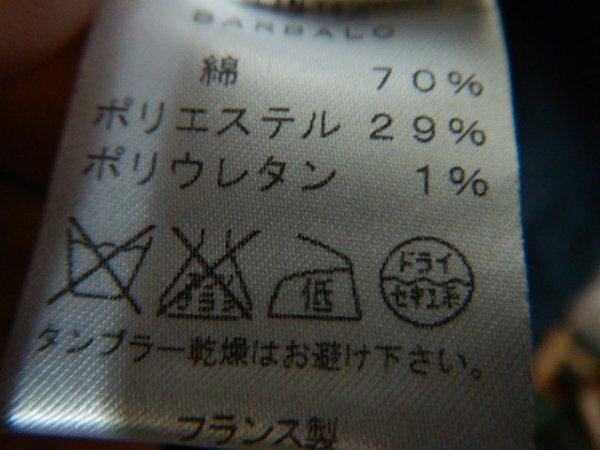 BARBALO
綿 70%
ポリエステル 29%
ポリウレタン 1%
低 ドライ
セキユ系
タンブラー乾燥はお避け下さい。
フランス製